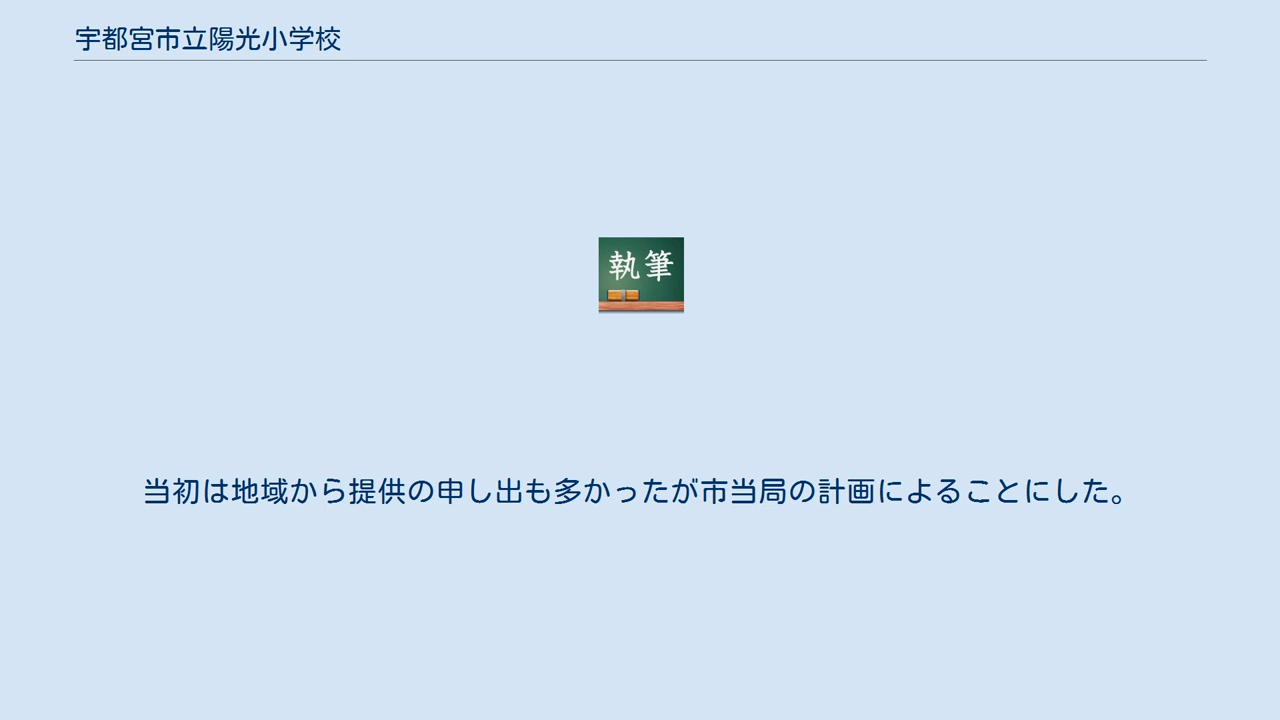 宇都宮市立陽光小学校
執筆
当初は地域から提供の申し出も多かったが市当局の計画によることにした。